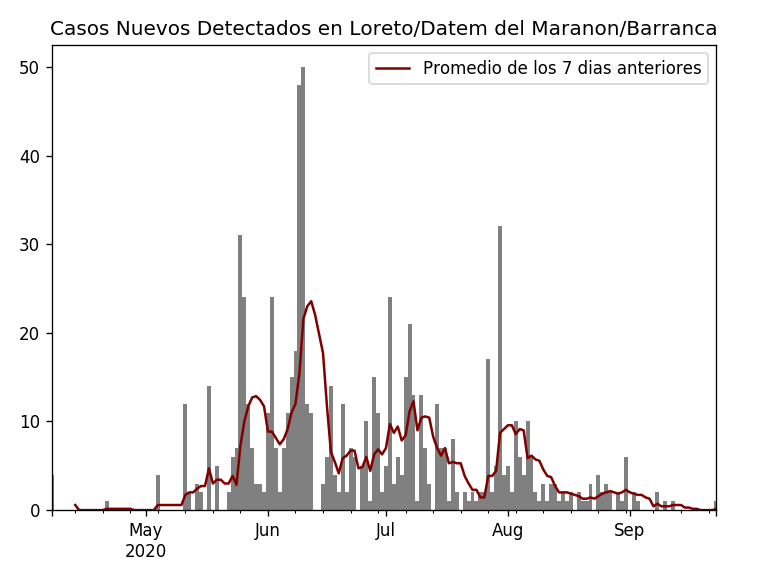 Casos Nuevos Detectados en Loreto/Datem del Maranon/Barranca
Promedio de los 7 dias anteriores
50
40
30
20
10
0
May Jun Jul Aug Sep
2020